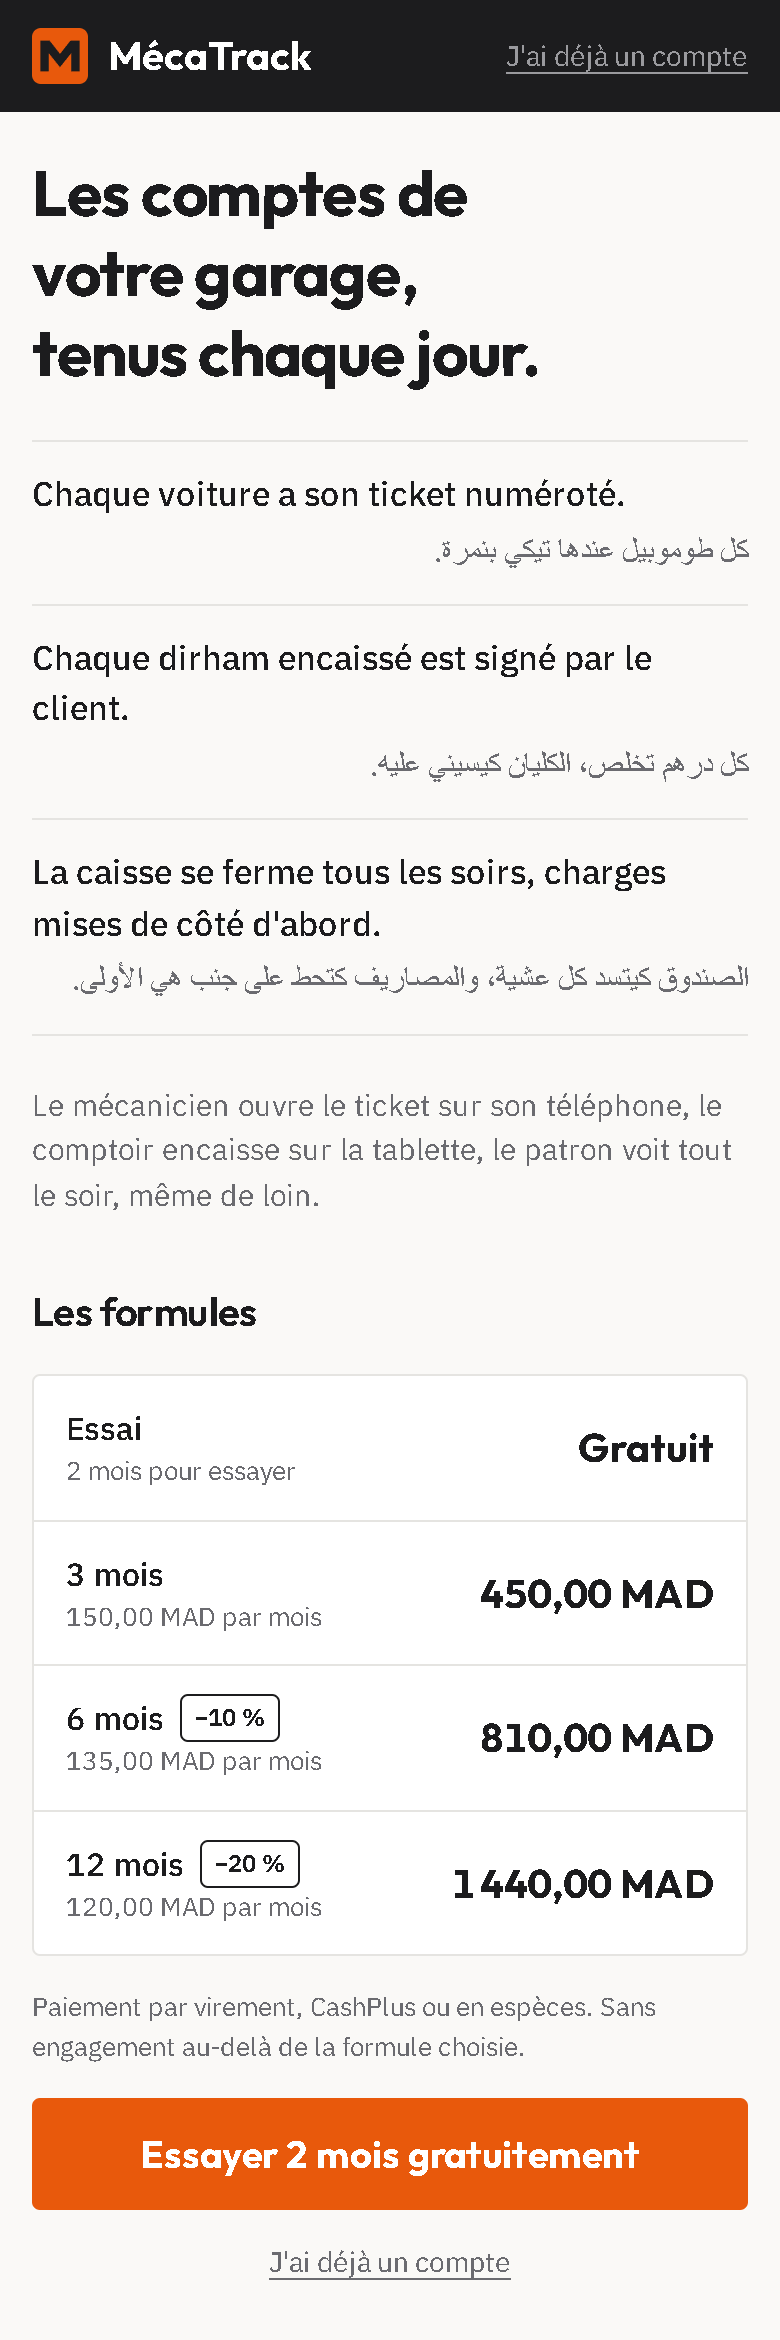 M MécaTrack
J'ai déjà un compte
Les comptes de
votre garage,
tenus chaque jour.
Chaque voiture a son ticket numéroté.
كل طوموبيل عندها تيكي بنمرة.
Chaque dirham encaissé est signé par le
client.
كل درهم تخلص، الكليان كيسيني عليه.
La caisse se ferme tous les soirs, charges
mises de côté d'abord.
الصندوق كيتسد كل عشية، والمصاريف كتحط على جنب هي الأولى.
Le mécanicien ouvre le ticket sur son téléphone, le
comptoir encaisse sur la tablette, le patron voit tout
le soir, même de loin.
Les formules
Essai
2 mois pour essayer
Gratuit
3 mois
150,00 MAD par mois
450,00 MAD
6 mois −10 %
135,00 MAD par mois
810,00 MAD
12 mois −20 %
120,00 MAD par mois
1 440,00 MAD
Paiement par virement, CashPlus ou en espèces. Sans
engagement au-delà de la formule choisie.
Essayer 2 mois gratuitement
J'ai déjà un compte